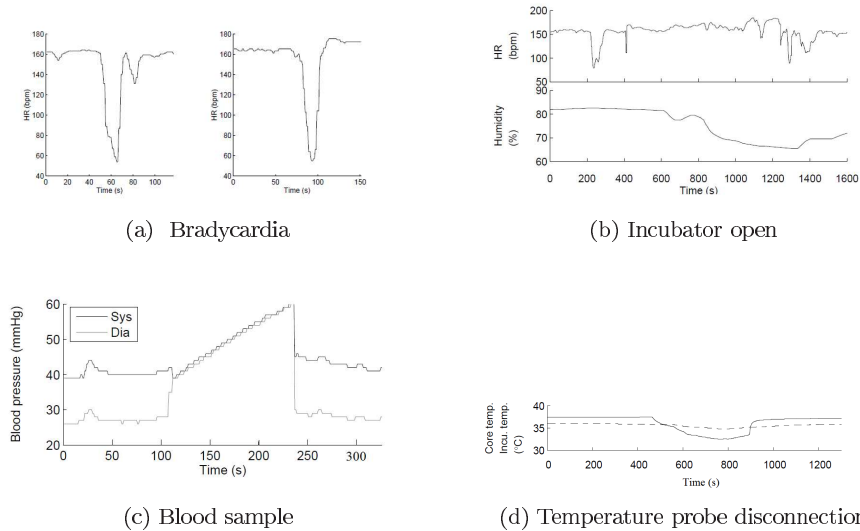 180
160
140
120
100
80
60
40
HR (bpm)
0 20 40 60 80 100
Time (s)
180
160
140
120
100
80
60
40
HR (bpm)
0 50 100 150
Time (s)
(a) Bradycardia
200
150
100
50
HR
(bpm)
90
80
70
60
Humidity
(%)
0 200 400 600 800 1000 1200 1400 1600
Time (s)
(b) Incubator open
60
50
40
30
20
Blood pressure (mmHg)
Sys
Dia
0 50 100 150 200 250 300
Time (s)
(c) Blood sample
40
35
30
Core temp.
Incu. temp.
(°C)
0 200 400 600 800 1000 1200
Time (s)
(d) Temperature probe disconnection